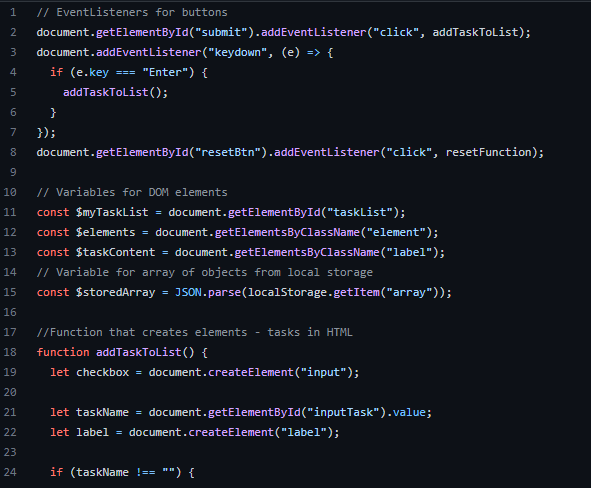 1 // EventListeners for buttons
2 document.getElementById("submit").addEventListener("click", addTaskToList);
3 document.addEventListener("keydown", (e) => {
4   if (e.key === "Enter") {
5     addTaskToList();
6   }
7 });
8 document.getElementById("resetBtn").addEventListener("click", resetFunction);
9
10 // Variables for DOM elements
11 const $myTaskList = document.getElementById("taskList");
12 const $elements = document.getElementsByClassName("element");
13 const $taskContent = document.getElementsByClassName("label");
14 // Variable for array of objects from local storage
15 const $storedArray = JSON.parse(localStorage.getItem("array"));
16
17 //Function that creates elements - tasks in HTML
18 function addTaskToList() {
19   let checkbox = document.createElement("input");
20
21   let taskName = document.getElementById("inputTask").value;
22   let label = document.createElement("label");
23
24   if (taskName !== "") {